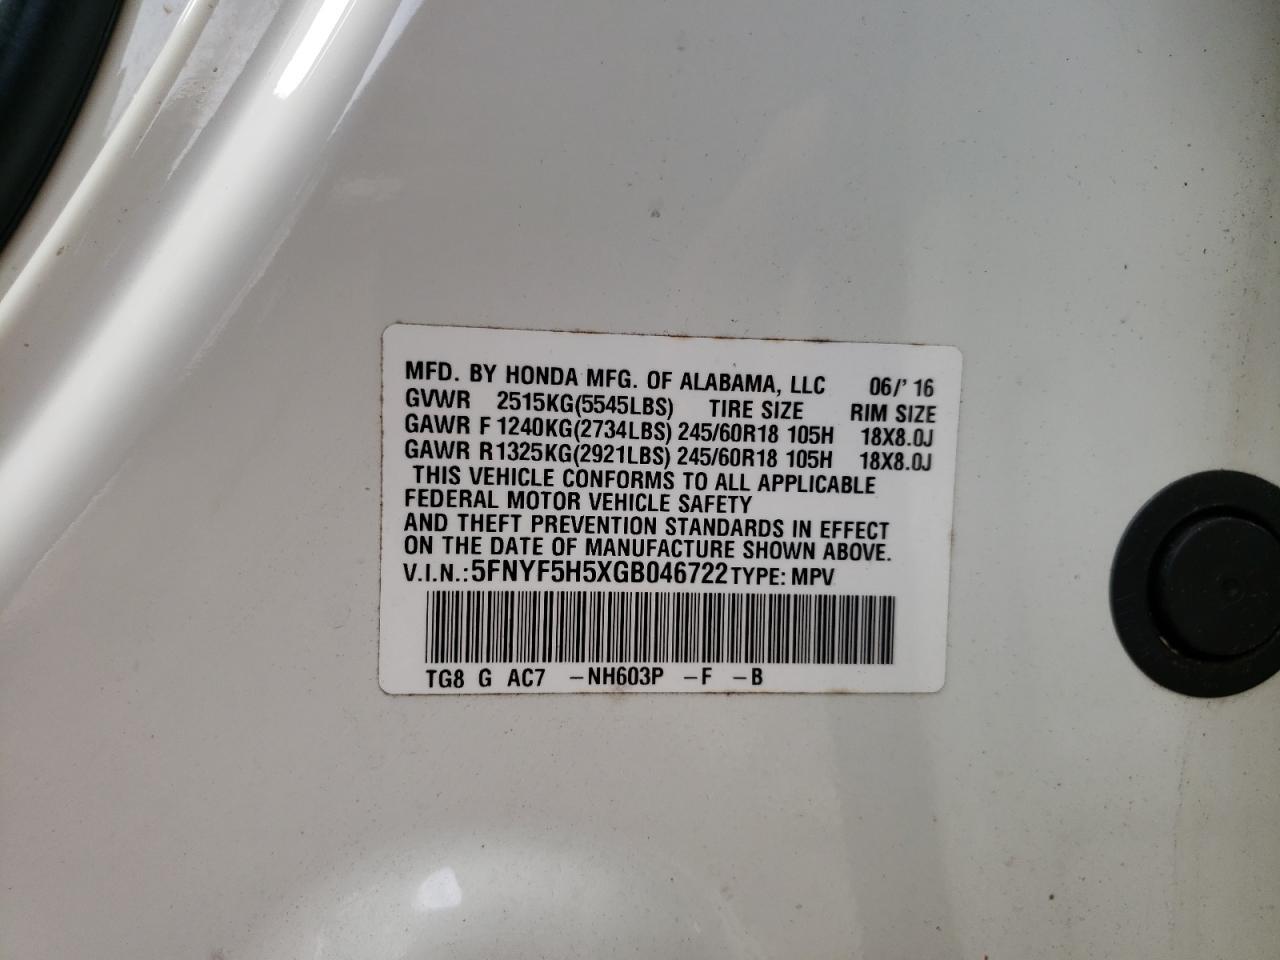 MFD. BY HONDA MFG. OF ALABAMA, LLC 06/' 16
GVWR 2515KG(5545LBS) TIRE SIZE RIM SIZE
GAWR F 1240KG(2734LBS) 245/60R18 105H 18X8.0J
GAWR R1325KG(2921LBS) 245/60R18 105H 18X8.0J
THIS VEHICLE CONFORMS TO ALL APPLICABLE
FEDERAL MOTOR VEHICLE SAFETY
AND THEFT PREVENTION STANDARDS IN EFFECT
ON THE DATE OF MANUFACTURE SHOWN ABOVE.
V.I.N.: 5FNYF5H5XGB046722 TYPE: MPV
TG8 G AC7 -NH603P -F -B